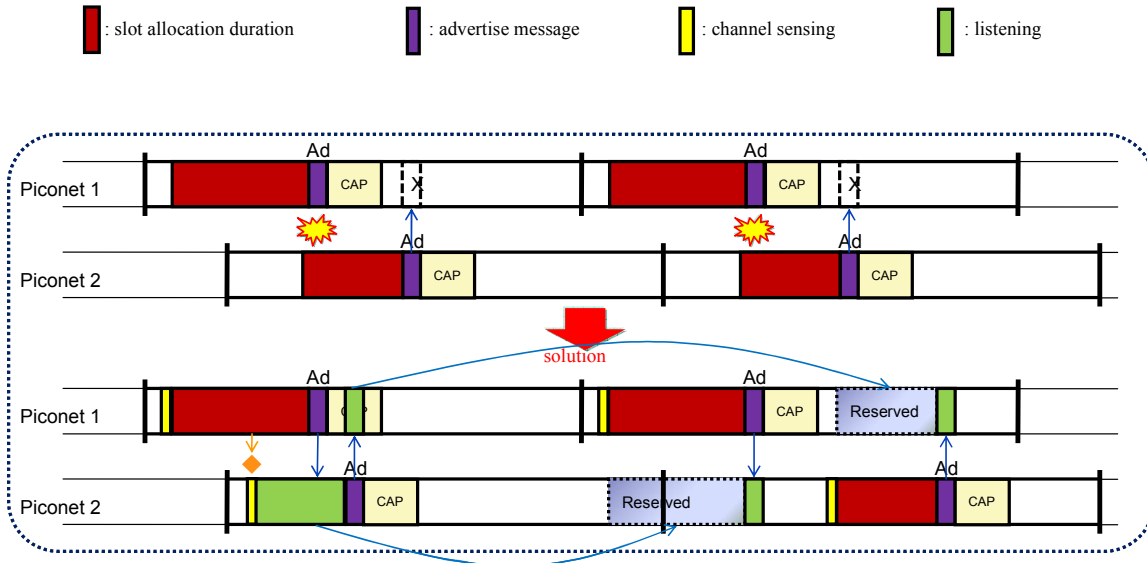 : slot allocation duration
: advertise message
: channel sensing
: listening
Ad
Ad
Piconet 1
CAP
X
CAP
X
Ad
Ad
Piconet 2
CAP
CAP
solution
Ad
Ad
Piconet 1
CAP
CAP
Reserved
Ad
Ad
Piconet 2
CAP
Reserved
CAP